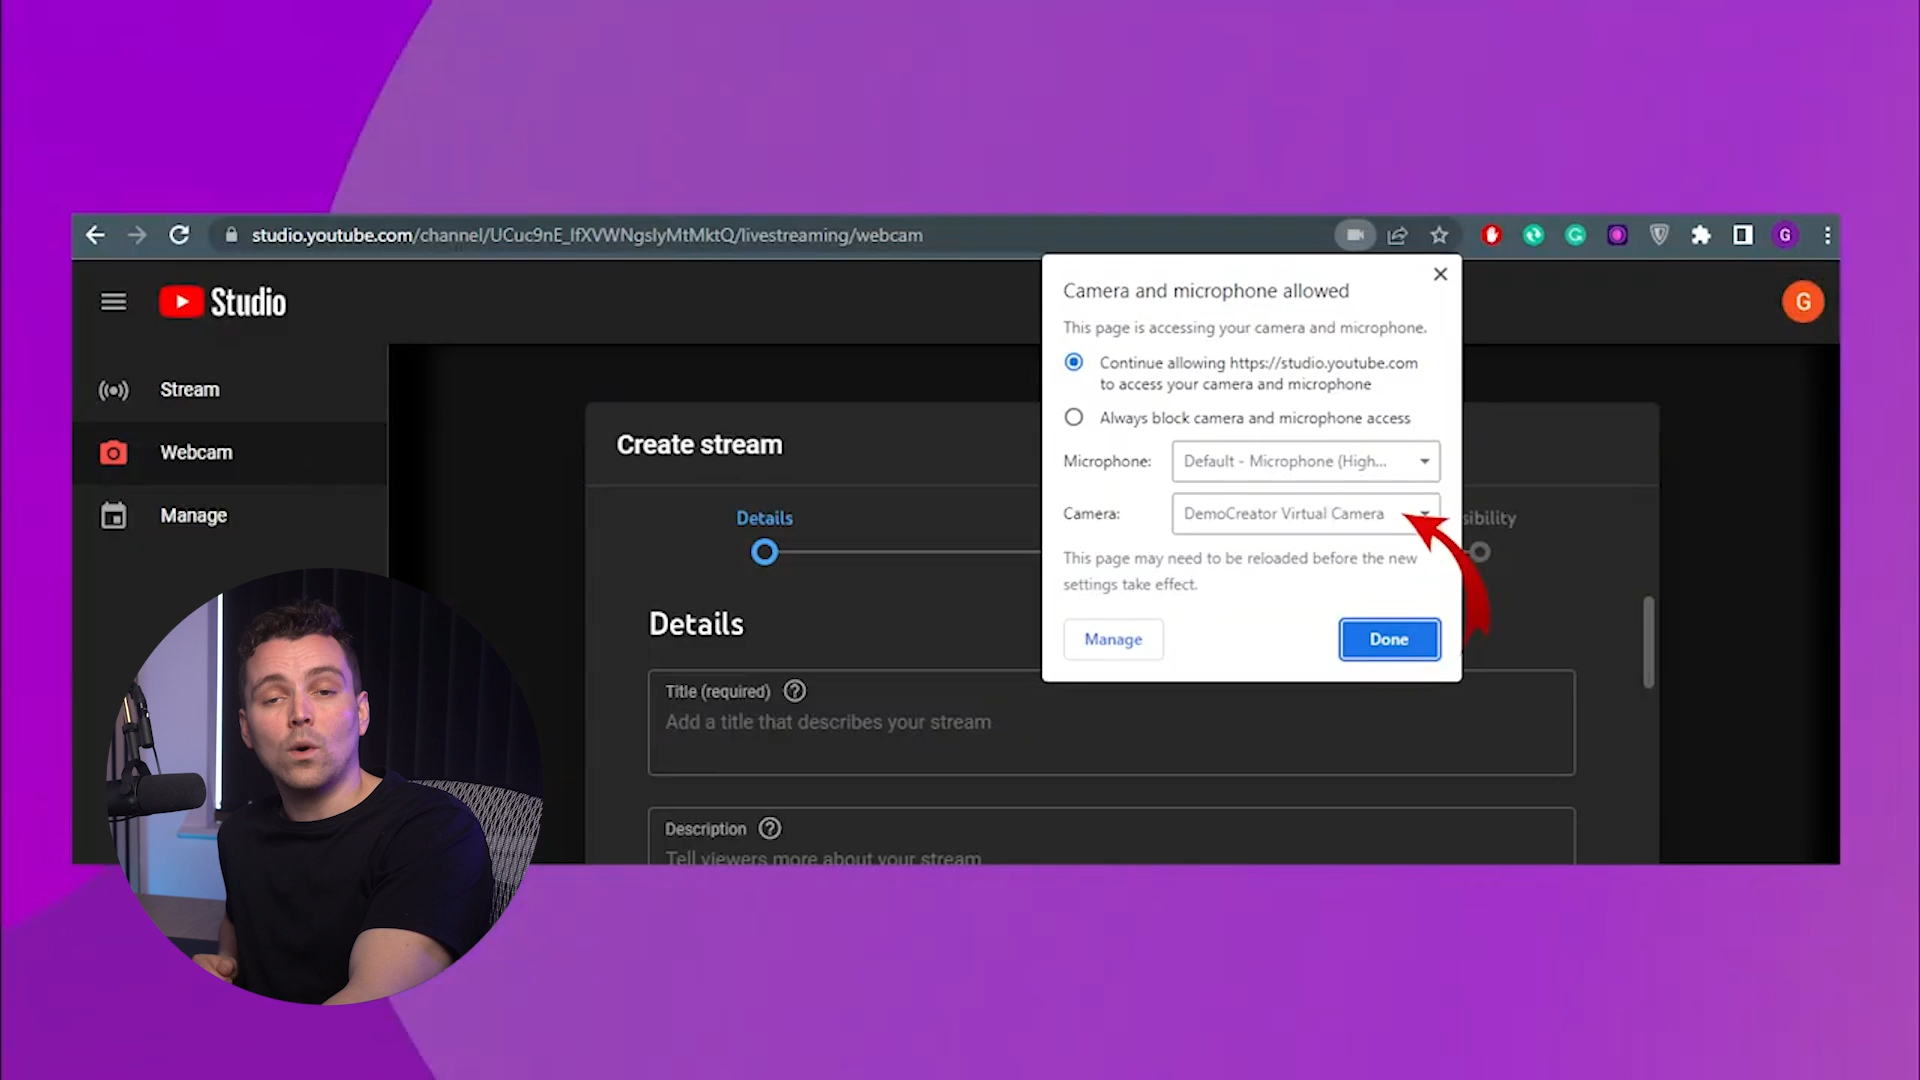 studio.youtube.com/channel/UCuc9nE_IfXVWNgslyMtMktQ/livestreaming/webcam
G
Studio
G
Stream
Webcam
Manage
Create stream
Details
sibility
Details
Title (required)
Add a title that describes your stream
Description
Tell viewers more about your stream
Camera and microphone allowed
This page is accessing your camera and microphone.
Continue allowing https://studio.youtube.com
to access your camera and microphone
Always block camera and microphone access
Microphone: Default - Microphone (High...
Camera: DemoCreator Virtual Camera
This page may need to be reloaded before the new
settings take effect.
Manage
Done